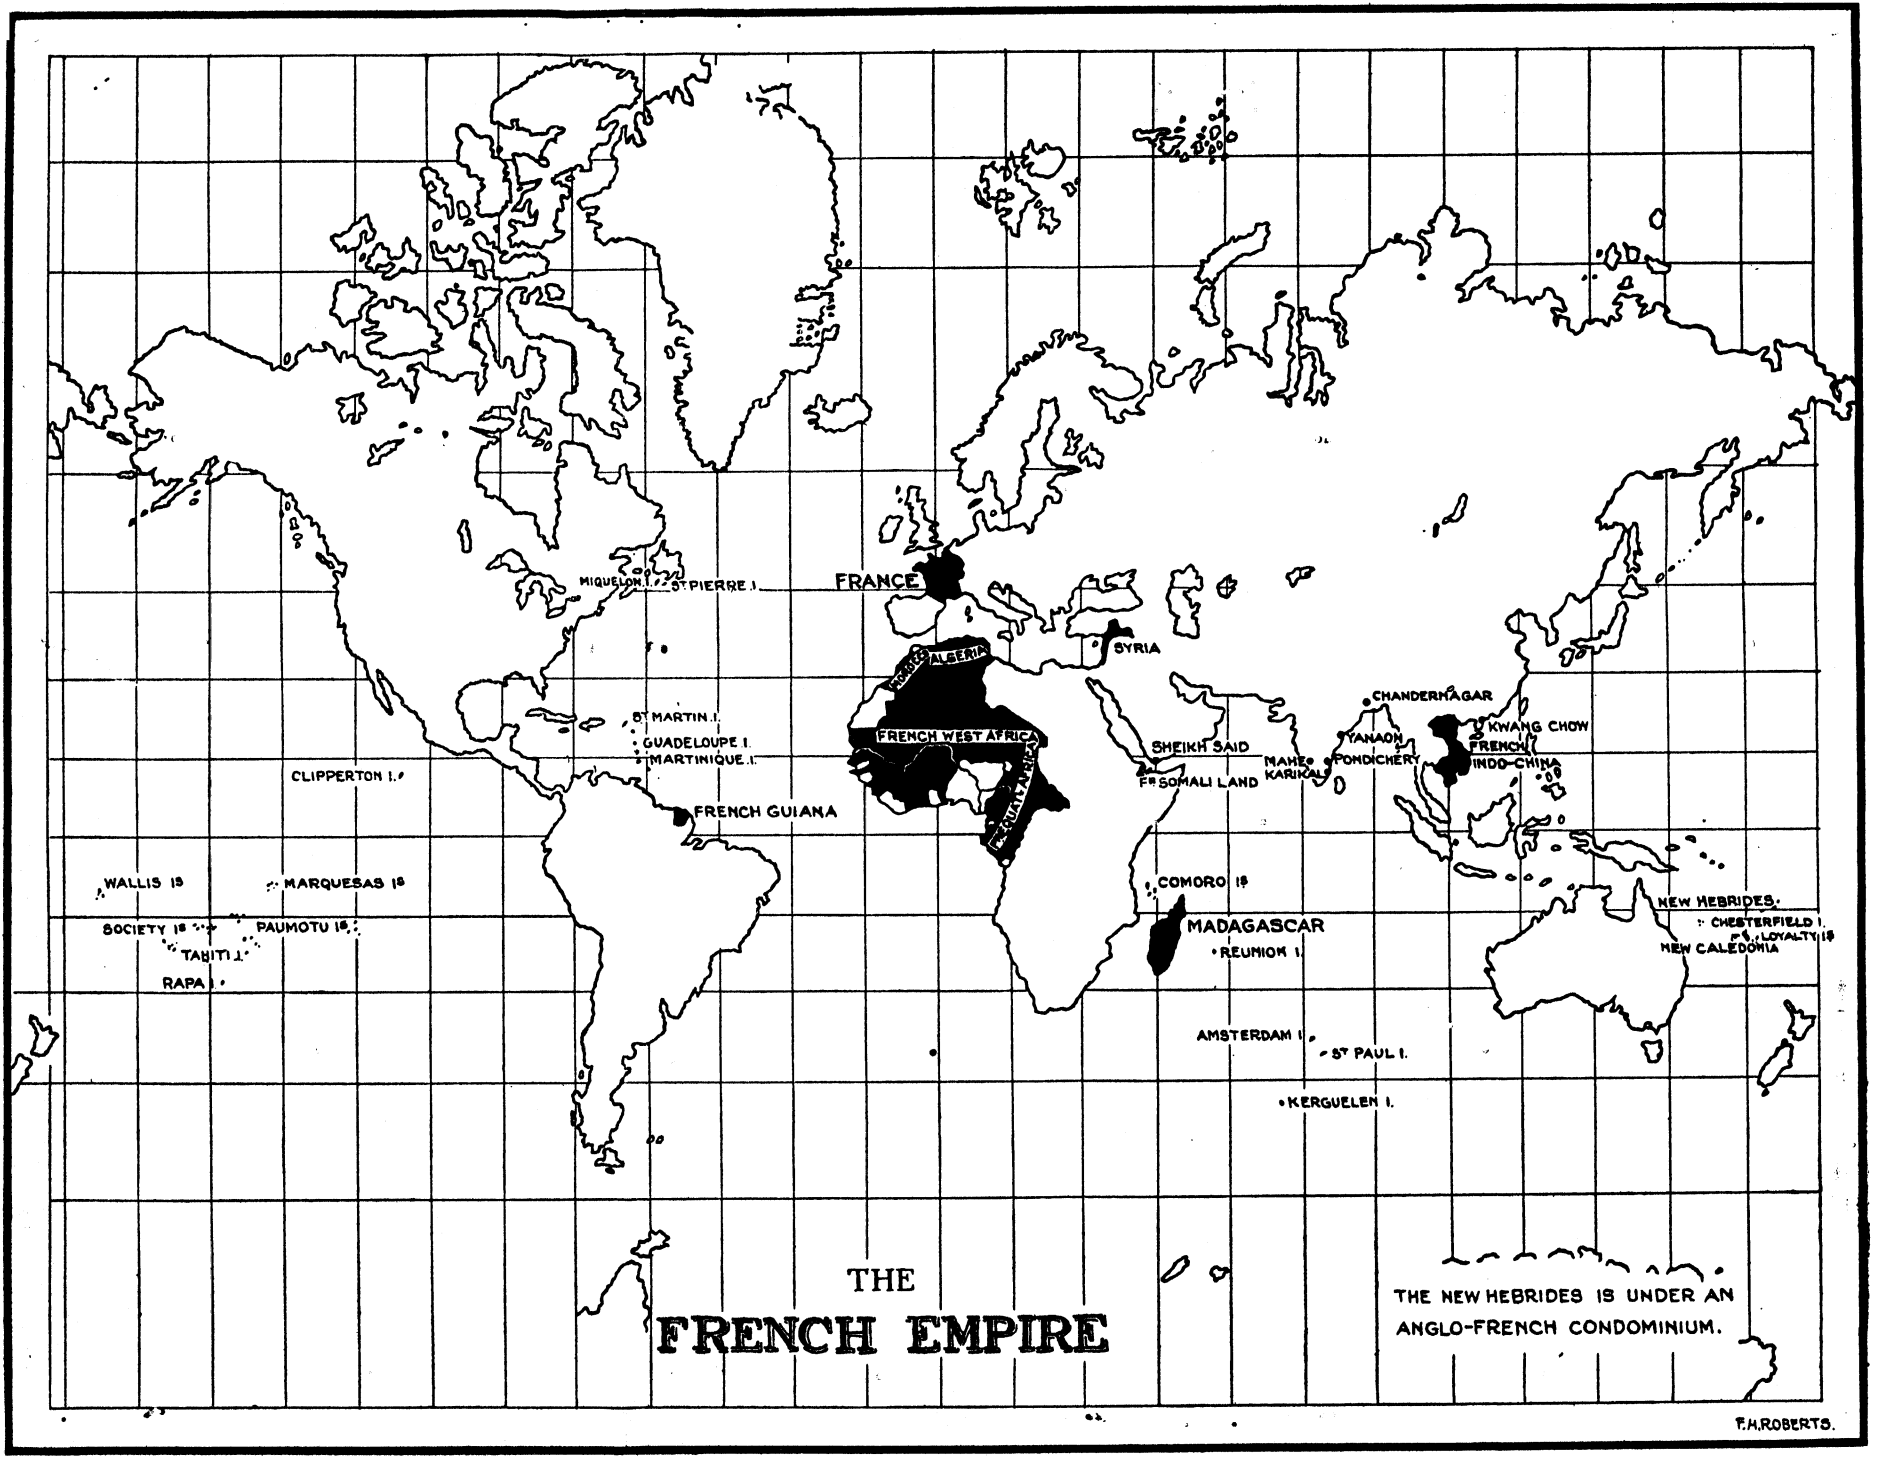 MIQUELON I.
ST PIERRE I.
FRANCE
SYRIA
MOROCCO
ALGERIA
CHANDERNAGAR
ST MARTIN I.
FRENCH WEST AFRICA
KWANG CHOW
YANAON
GUADELOUPE I.
SHEIKH SAID
FRENCH
INDO-CHINA
MARTINIQUE I.
MAHE
PONDICHERY
KARIKAL
CLIPPERTON I.
FR SOMALI LAND
FR EQUATL AFRICA
FRENCH GUIANA
WALLIS IS
MARQUESAS IS
COMORO IS
NEW HEBRIDES.
SOCIETY IS
PAUMOTU IS.
MADAGASCAR
CHESTERFIELD I.
LOYALTY IS
TAHITI I.
REUNION I.
NEW CALEDONIA
RAPA I.
AMSTERDAM I.
ST PAUL I.
KERGUELEN I.
THE
FRENCH EMPIRE
THE NEW HEBRIDES IS UNDER AN
ANGLO-FRENCH CONDOMINIUM.
F.H.ROBERTS.